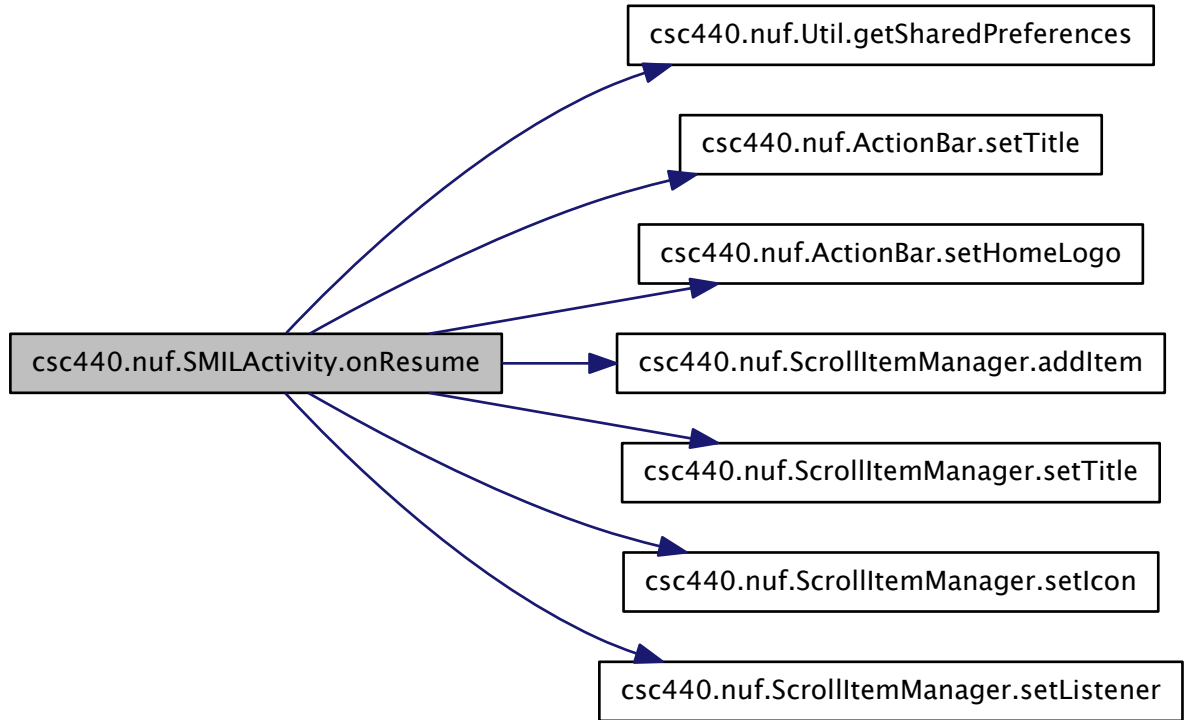 csc440.nuf.Util.getSharedPreferences
csc440.nuf.ActionBar.setTitle
csc440.nuf.ActionBar.setHomeLogo
csc440.nuf.SMILActivity.onResume
csc440.nuf.ScrollItemManager.addItem
csc440.nuf.ScrollItemManager.setTitle
csc440.nuf.ScrollItemManager.setIcon
csc440.nuf.ScrollItemManager.setListener